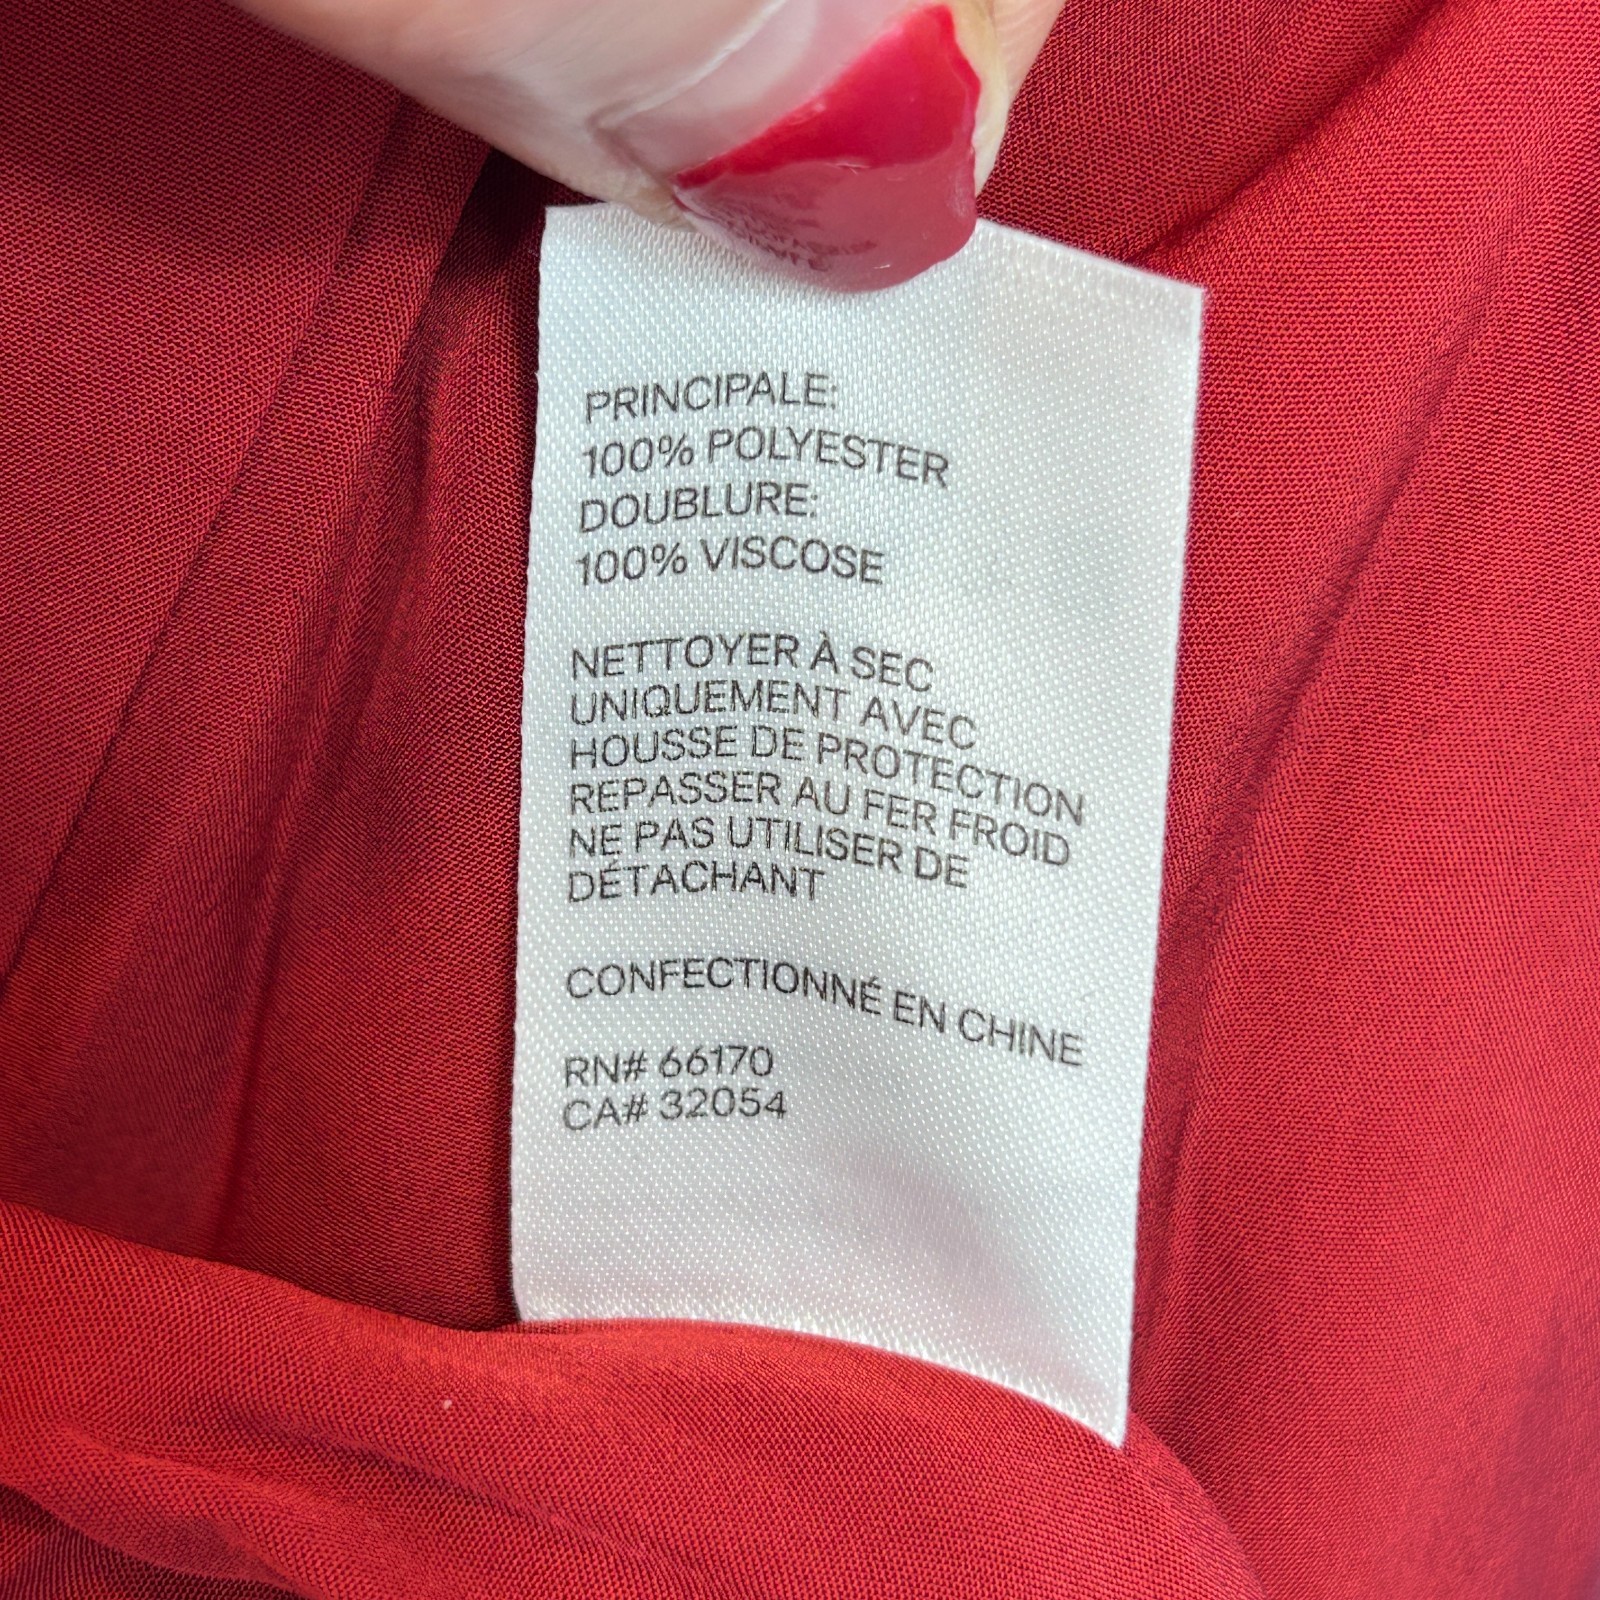 PRINCIPALE:
100% POLYESTER
DOUBLURE:
100% VISCOSE
NETTOYER À SEC
UNIQUEMENT AVEC
HOUSSE DE PROTECTION
REPASSER AU FER FROID
NE PAS UTILISER DE
DÉTACHANT
CONFECTIONNÉ EN CHINE
RN# 66170
CA# 32054